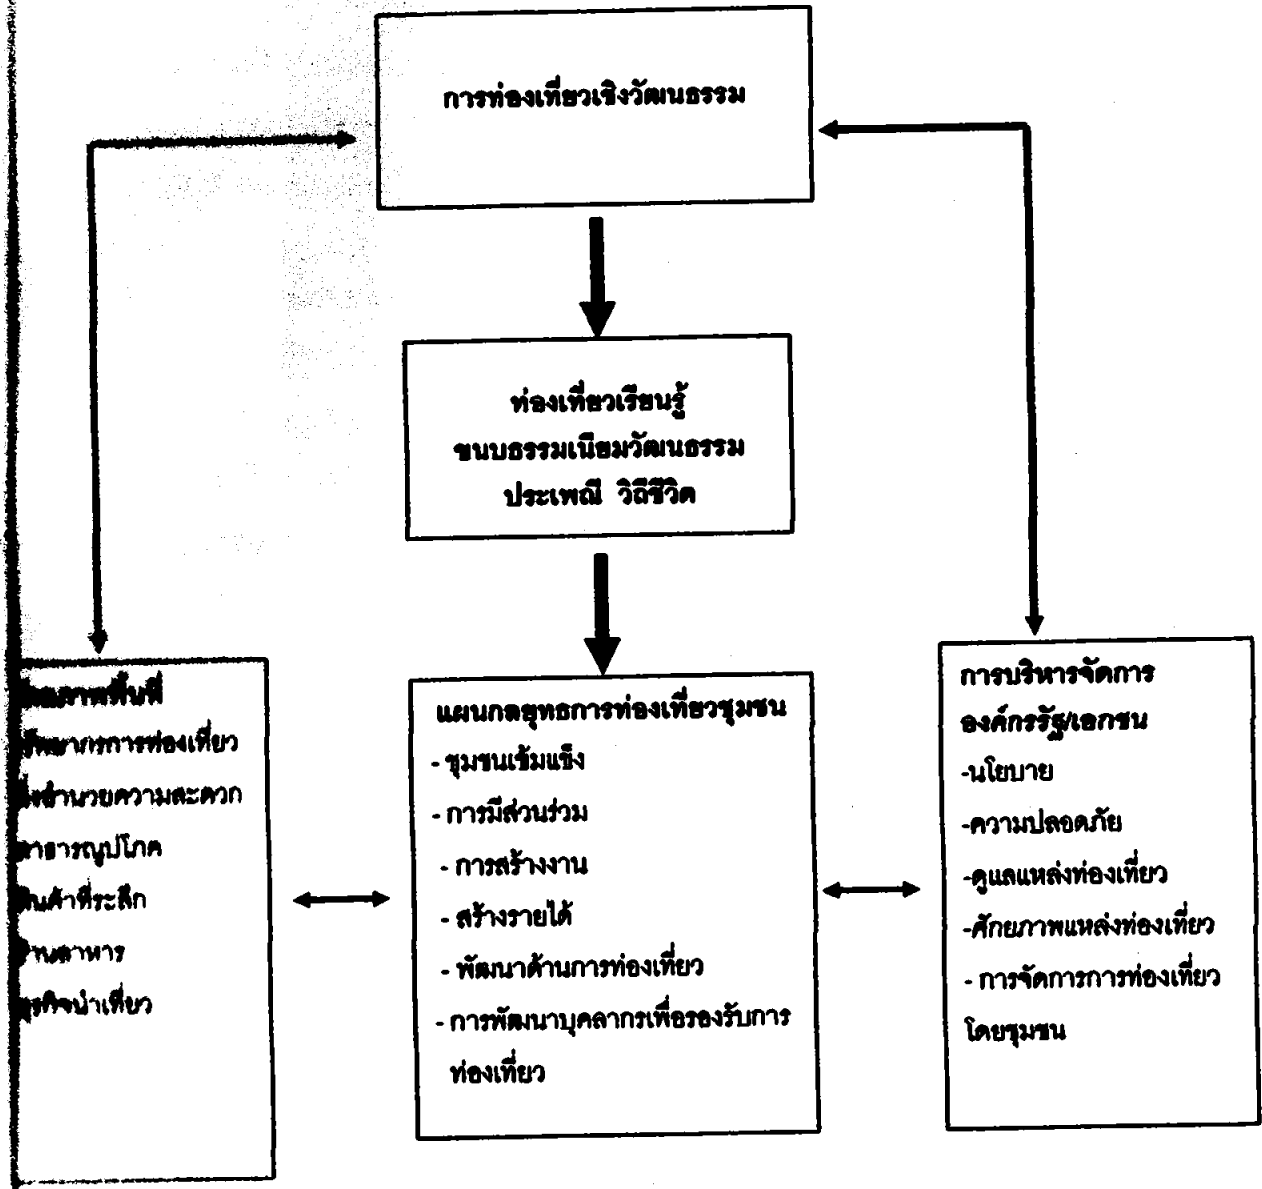 การท่องเที่ยวเชิงวัฒนธรรม
ท่องเที่ยวเรียนรู้
ขนบธรรมเนียมวัฒนธรรม
ประเพณี วิถีชีวิต
พื้นที่
การท่องเที่ยว
อำนวยความสะดวก
สาธารณูปโภค
สินค้าที่ระลึก
ร้านอาหาร
ธุรกิจนำเที่ยว
แผนกลยุทธการท่องเที่ยวชุมชน
- ชุมชนเข้มแข็ง
- การมีส่วนร่วม
- การสร้างงาน
- สร้างรายได้
- พัฒนาด้านการท่องเที่ยว
- การพัฒนาบุคลากรเพื่อรองรับการ
ท่องเที่ยว
การบริหารจัดการ
องค์กรรัฐ/เอกชน
-นโยบาย
-ความปลอดภัย
-ดูแลแหล่งท่องเที่ยว
-ศักยภาพแหล่งท่องเที่ยว
- การจัดการการท่องเที่ยว
โดยชุมชน